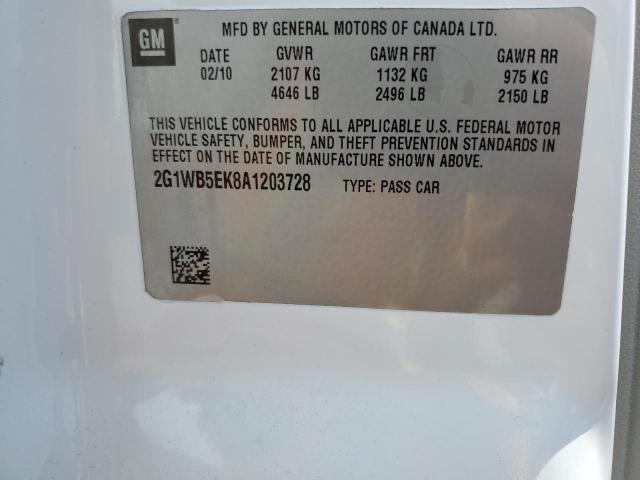 GM
MFD BY GENERAL MOTORS OF CANADA LTD.
DATE GVWR GAWR FRT GAWR RR
02/10 2107 KG 1132 KG 975 KG
4646 LB 2496 LB 2150 LB
THIS VEHICLE CONFORMS TO ALL APPLICABLE U.S. FEDERAL MOTOR
VEHICLE SAFETY, BUMPER, AND THEFT PREVENTION STANDARDS IN
EFFECT ON THE DATE OF MANUFACTURE SHOWN ABOVE.
2G1WB5EK8A1203728 TYPE: PASS CAR